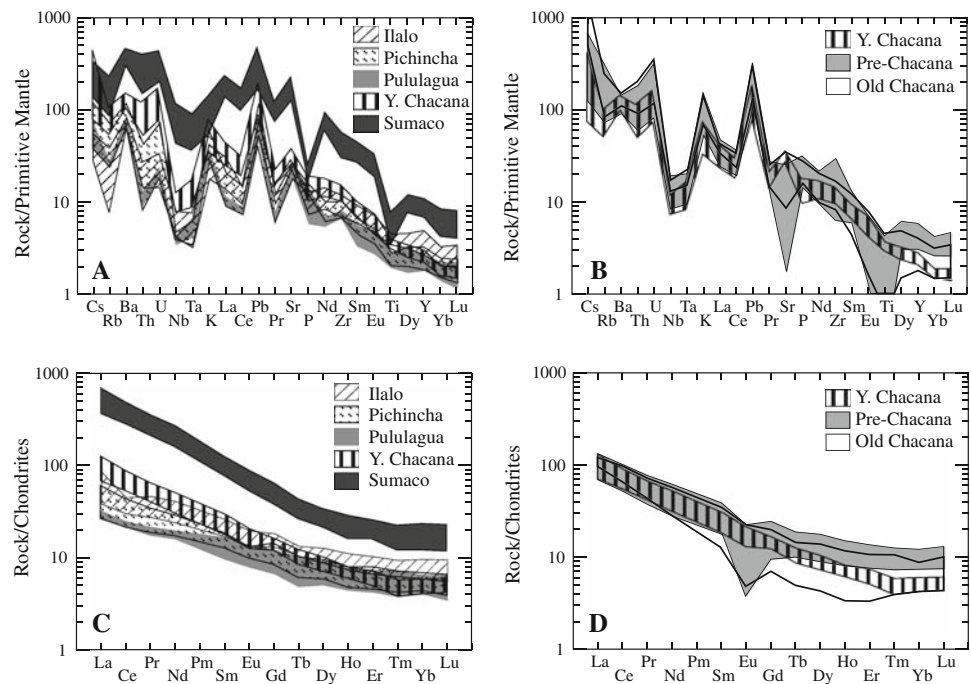 1000
100
10
1
Rock/Primitive Mantle
Ilalo
Pichincha
Pululagua
Y. Chacana
Sumaco
A
Cs Ba U Ta La Pb Sr Nd Sm Ti Y Lu
Rb Th Nb K Ce Pr P Zr Eu Dy Yb
1000
100
10
1
Rock/Primitive Mantle
Y. Chacana
Pre-Chacana
Old Chacana
B
Cs Ba U Ta La Pb Sr Nd Sm Ti Y Lu
Rb Th Nb K Ce Pr P Zr Eu Dy Yb
1000
100
10
1
Rock/Chondrites
Ilalo
Pichincha
Pululagua
Y. Chacana
Sumaco
C
La Pr Pm Eu Tb Ho Tm Lu
Ce Nd Sm Gd Dy Er Yb
1000
100
10
1
Rock/Chondrites
Y. Chacana
Pre-Chacana
Old Chacana
D
La Pr Pm Eu Tb Ho Tm Lu
Ce Nd Sm Gd Dy Er Yb